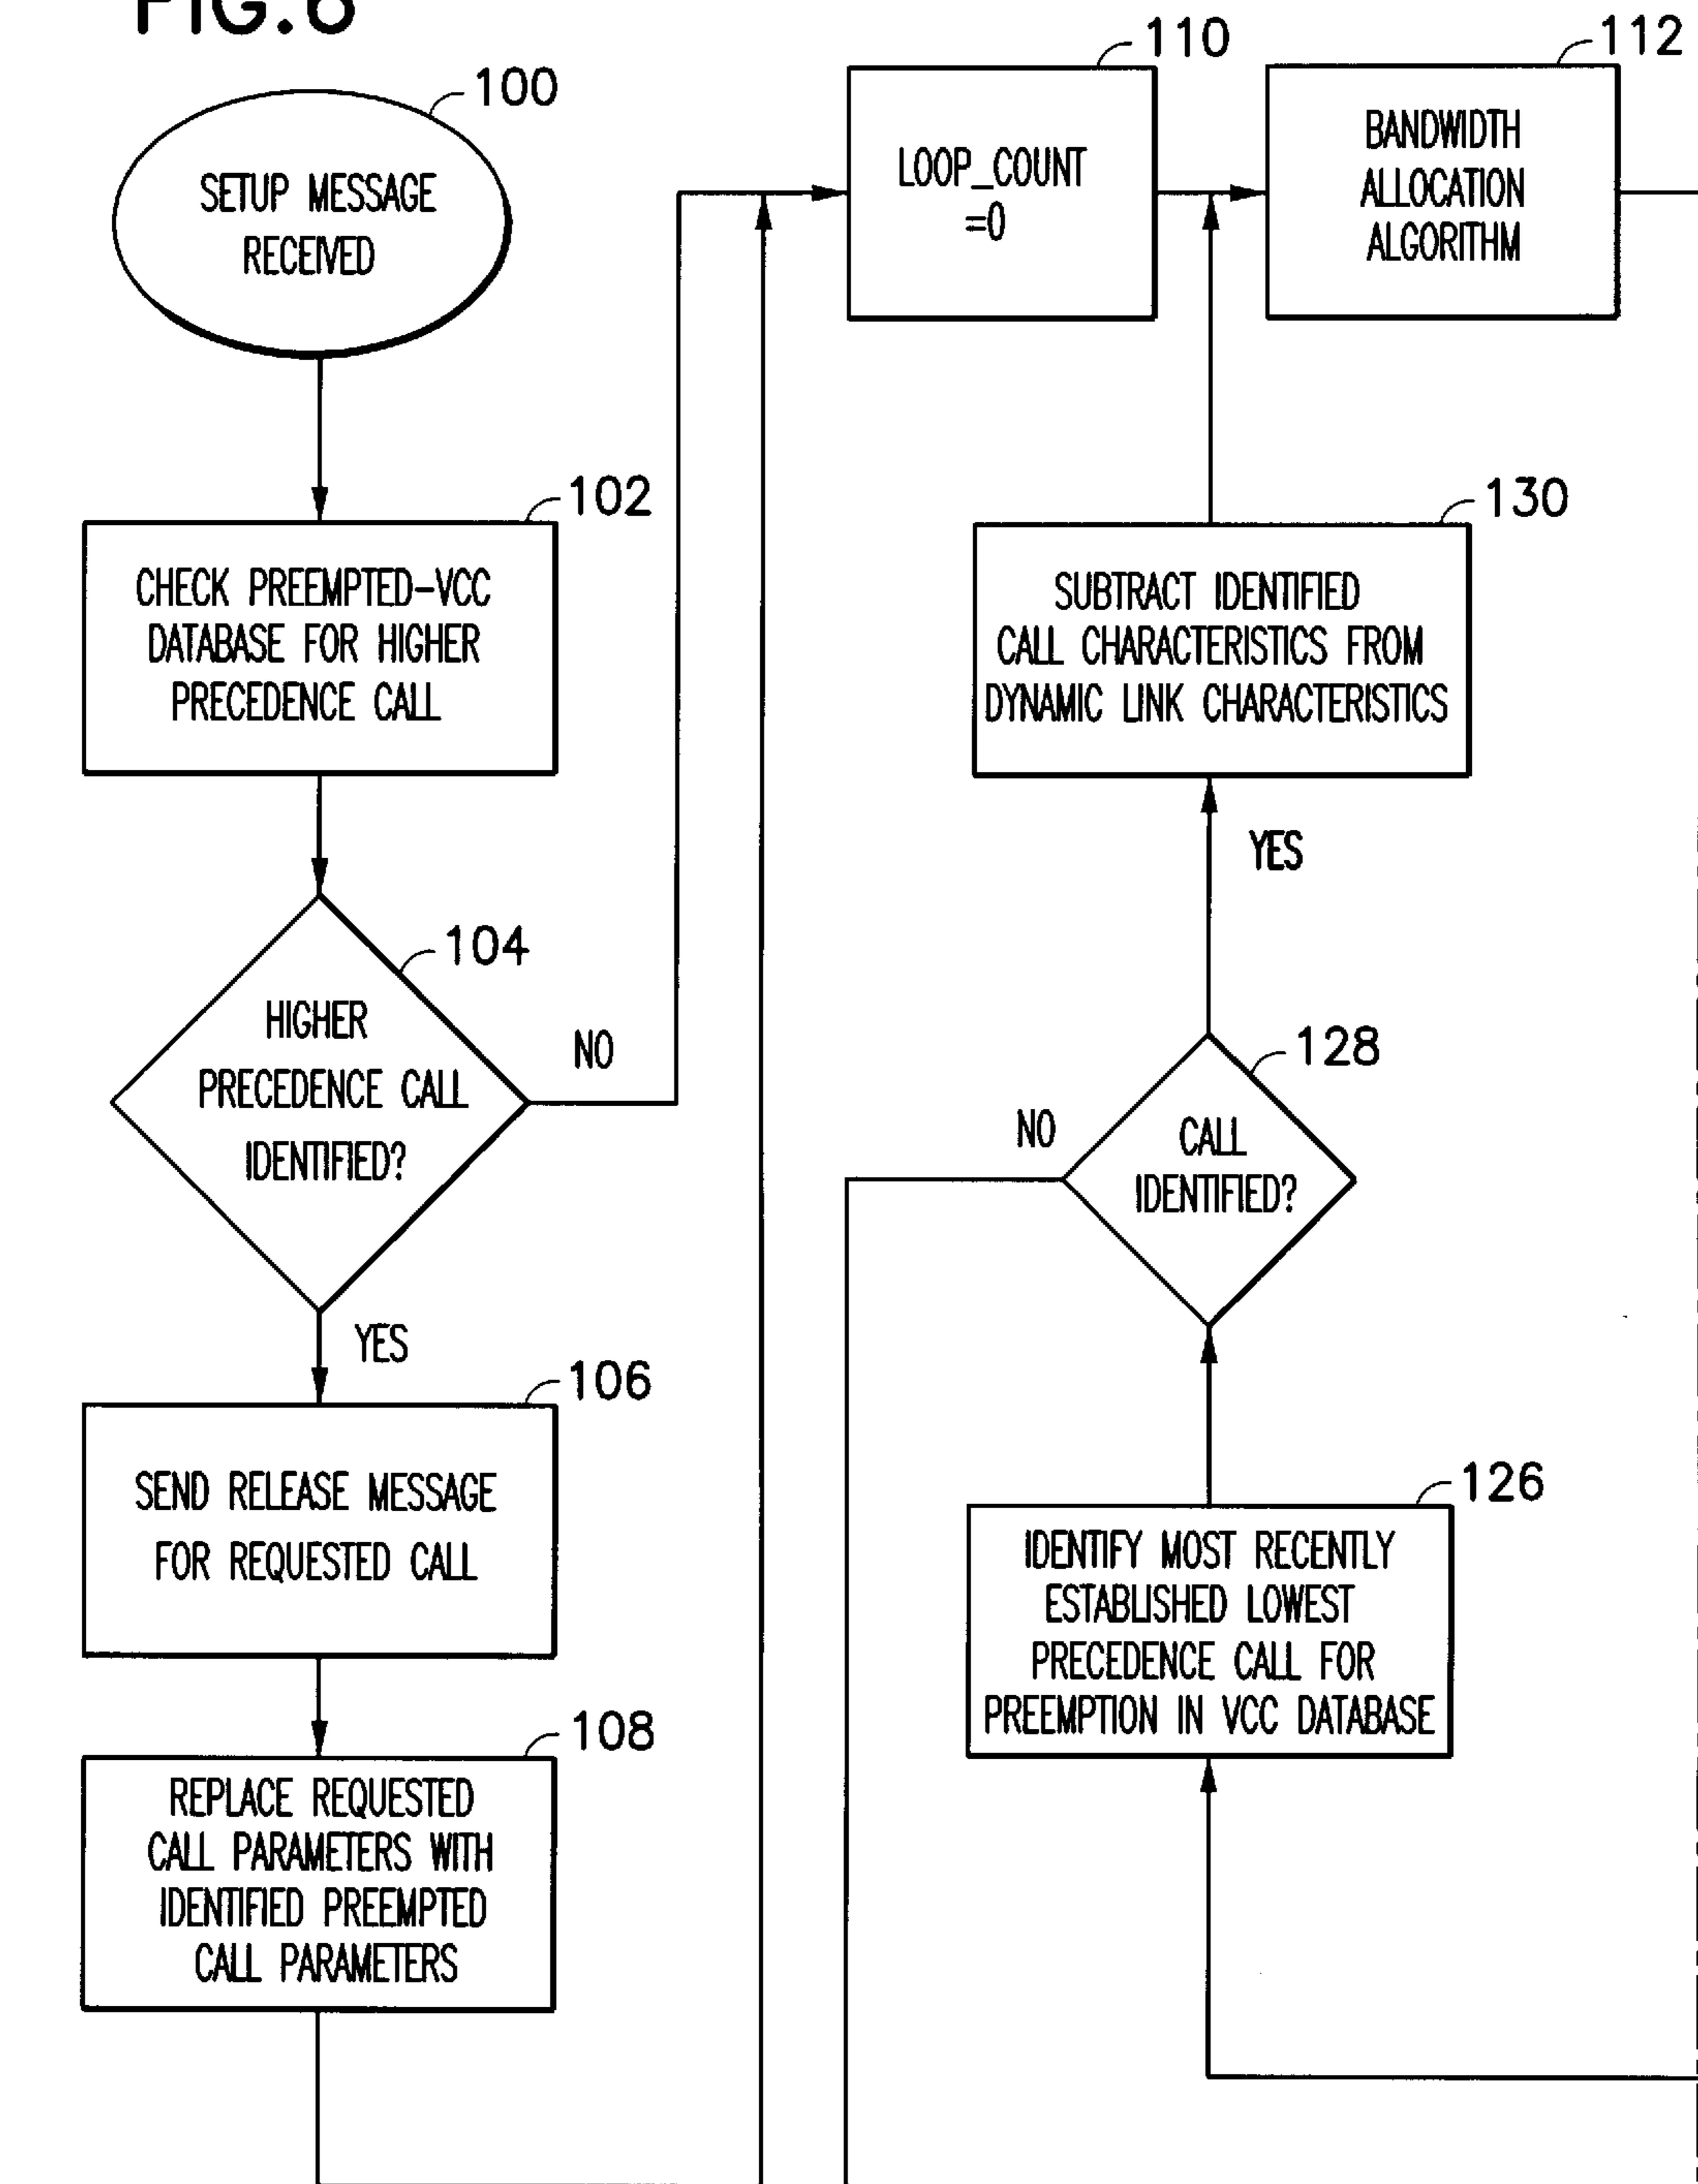 FIG.6
100
SETUP MESSAGE
RECEIVED
102
CHECK PREEMPTED-VCC
DATABASE FOR HIGHER
PRECEDENCE CALL
104
HIGHER
PRECEDENCE CALL
IDENTIFIED?
NO
YES
106
SEND RELEASE MESSAGE
FOR REQUESTED CALL
108
REPLACE REQUESTED
CALL PARAMETERS WITH
IDENTIFIED PREEMPTED
CALL PARAMETERS
110
LOOP_COUNT
=0
112
BANDWIDTH
ALLOCATION
ALGORITHM
130
SUBTRACT IDENTIFIED
CALL CHARACTERISTICS FROM
DYNAMIC LINK CHARACTERISTICS
YES
128
NO
CALL
IDENTIFIED?
126
IDENTIFY MOST RECENTLY
ESTABLISHED LOWEST
PRECEDENCE CALL FOR
PREEMPTION IN VCC DATABASE